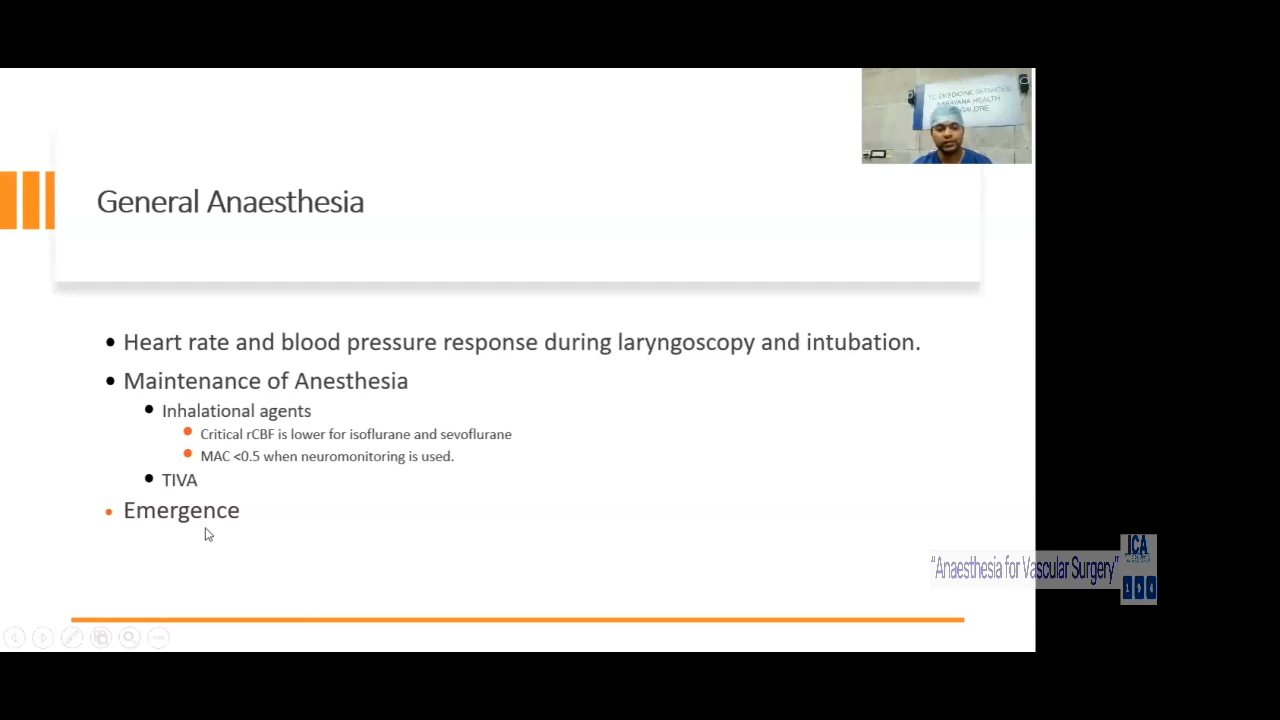 NARAYANA HEALTH
General Anaesthesia
Heart rate and blood pressure response during laryngoscopy and intubation.
Maintenance of Anesthesia
Inhalational agents
Critical rCBF is lower for isoflurane and sevoflurane
MAC <0.5 when neuromonitoring is used.
TIVA
Emergence
"Anaesthesia for Vascular Surgery"
ICA